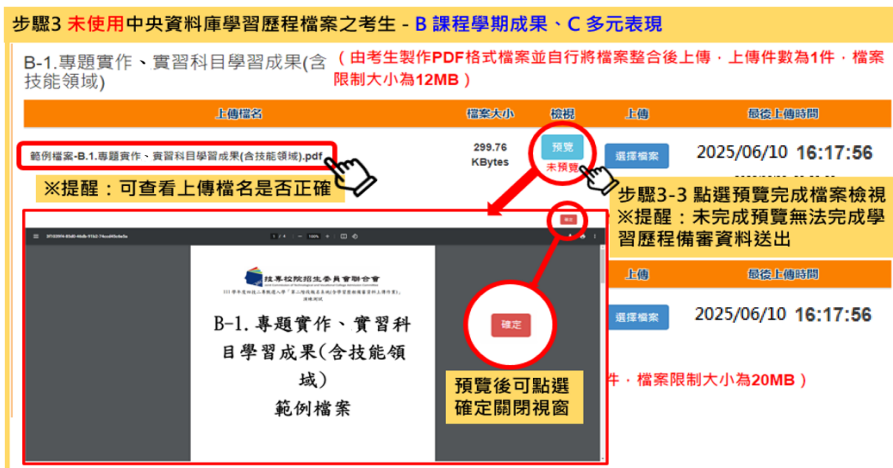 步驟3 未使用中央資料庫學習歷程檔案之考生 - B 課程學期成果、C 多元表現
B-1.專題實作、實習科目學習成果(含技能領域)
（由考生製作PDF格式檔案並自行將檔案整合後上傳，上傳件數為1件，檔案限制大小為12MB）
上傳檔名 檔案大小 檢視 上傳 最後上傳時間
範例檔案-B.1.專題實作、實習科目學習成果(含技能領域).pdf
299.76 KBytes
預覽
未預覽
選擇檔案
2025/06/10 16:17:56
※提醒：可查看上傳檔名是否正確
步驟3-3 點選預覽完成檔案檢視
※提醒：未完成預覽無法完成學
習歷程備審資料送出
確定
1 / 4
100%
技專校院招生委員會聯合會
B-1.專題實作、實習科
目學習成果(含技能領
域)
範例檔案
確定
預覽後可點選
確定關閉視窗
上傳 最後上傳時間
選擇檔案
2025/06/10 16:17:56
件，檔案限制大小為20MB）